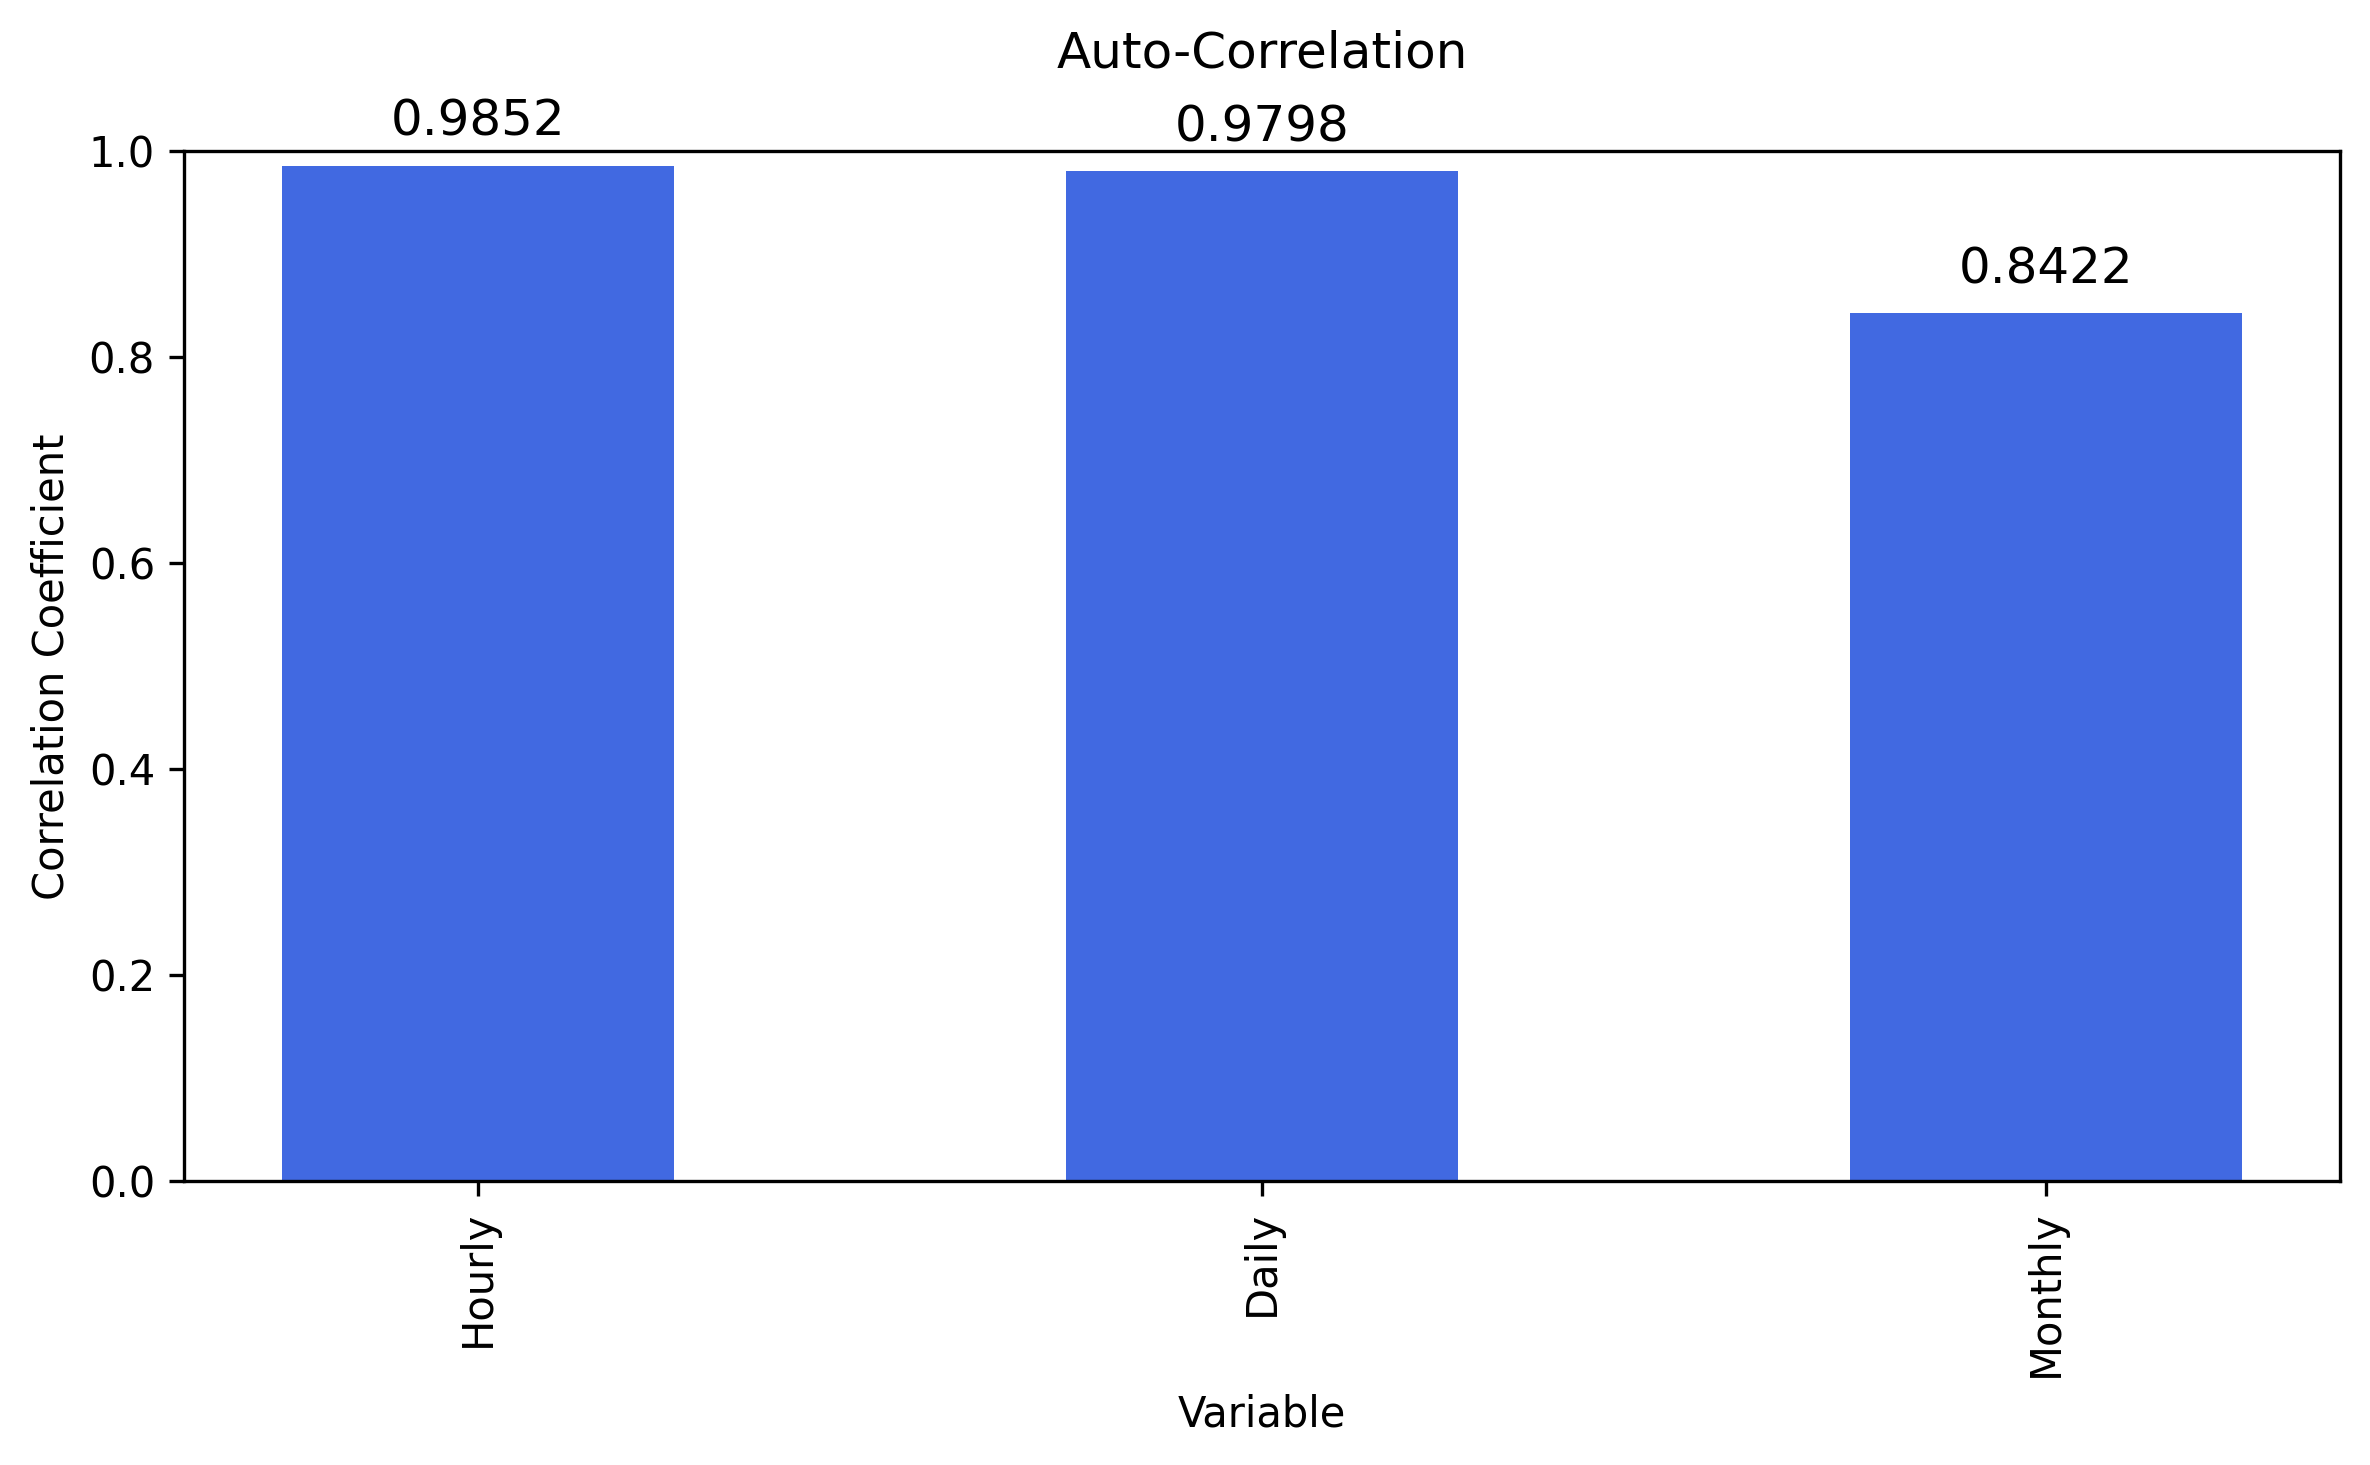 Auto-Correlation
0.9852
0.9798
0.8422
Correlation Coefficient
1.0
0.8
0.6
0.4
0.2
0.0
Hourly
Daily
Monthly
Variable